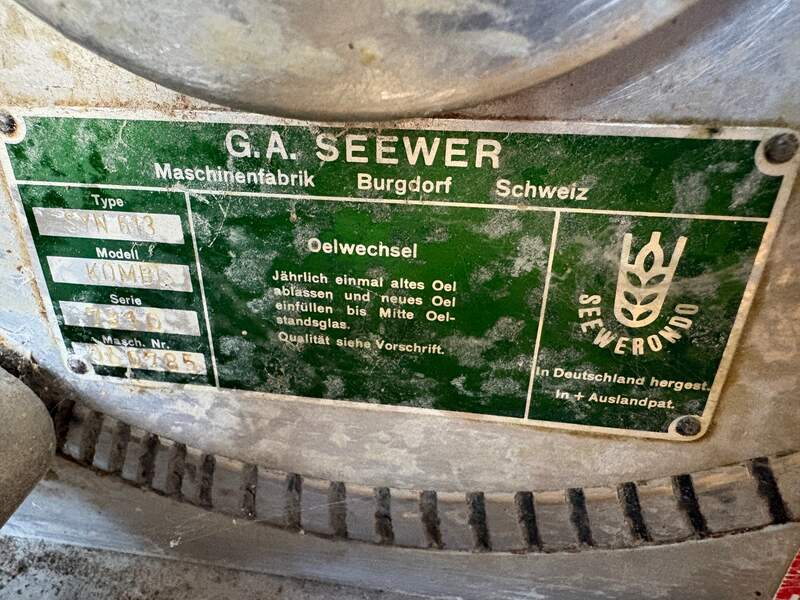 G.A. SEEWER
Maschinenfabrik Burgdorf Schweiz
Type
Modell
KOMBI
Serie
Masch. Nr.
Oelwechsel
Jährlich einmal altes Oel
ablassen und neues Oel
einfüllen bis Mitte Oel-
standsglas.
Qualität siehe Vorschrift.
SEEWERONDO
In Deutschland hergest.
In + Auslandpat.